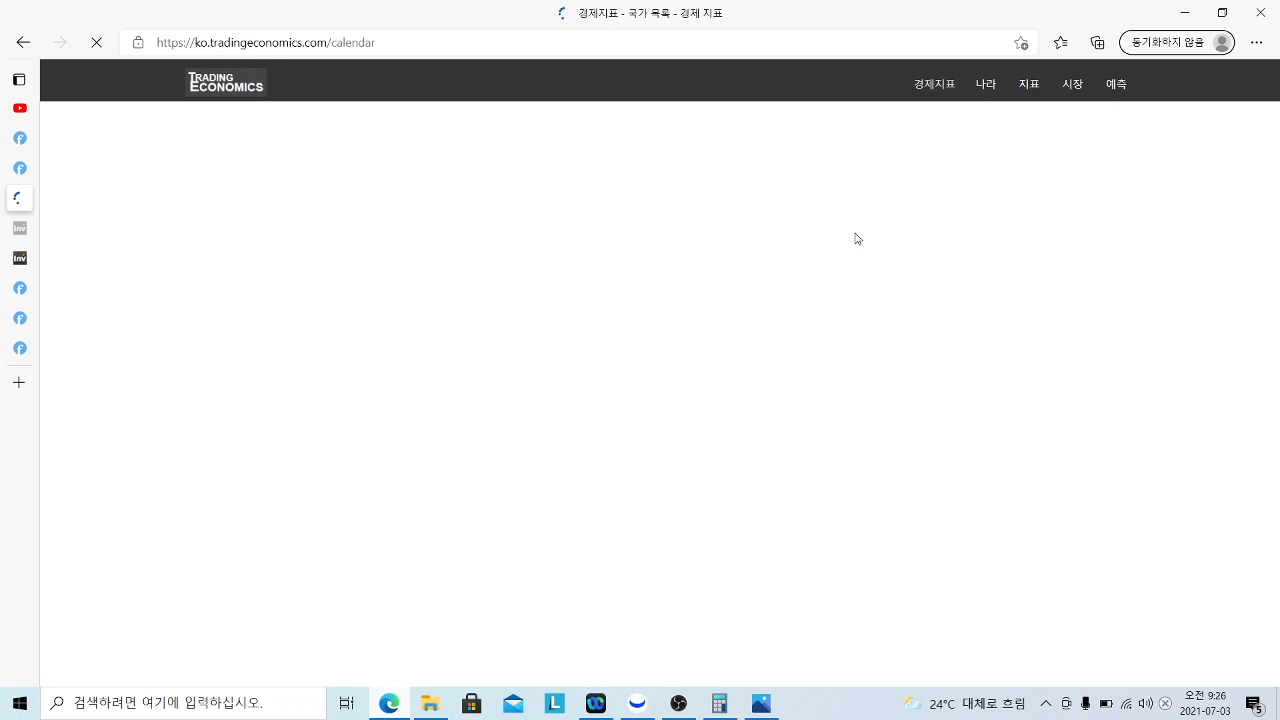 경제지표 - 국가 목록 - 경제 지표
https://ko.tradingeconomics.com/calendar
동기화하지 않음
TRADING
ECONOMICS
경제지표 나라 지표 시장 예측
Inv
Inv
검색하려면 여기에 입력하십시오.
L
24°C 대체로 흐림
오전 9:26
2021-07-03
5